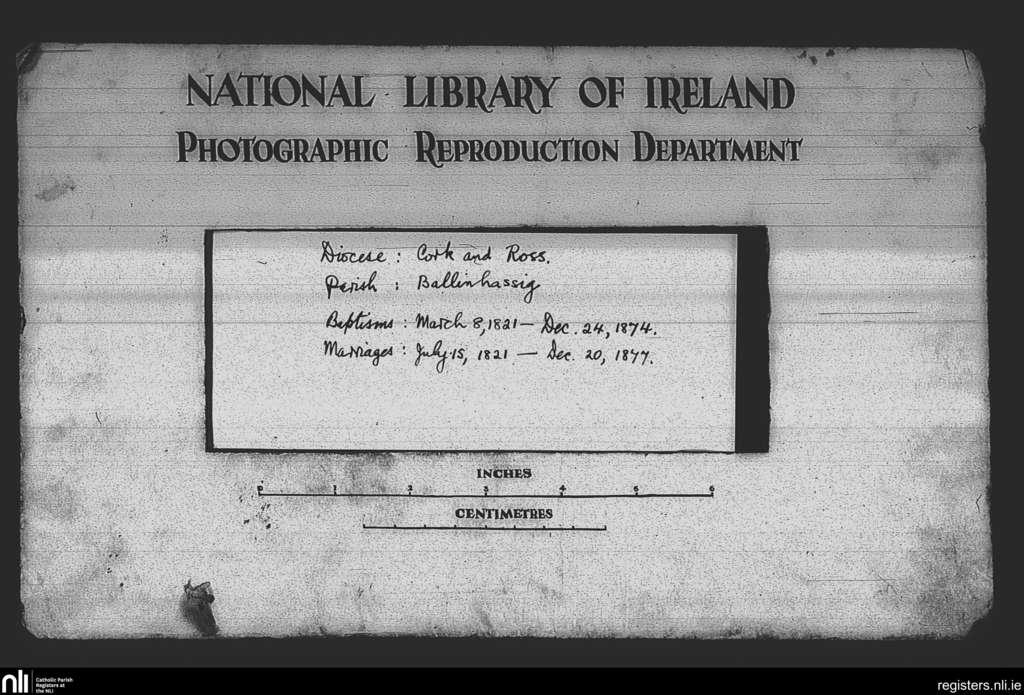 NATIONAL LIBRARY OF IRELAND
PHOTOGRAPHIC REPRODUCTION DEPARTMENT
Diocese : Cork and Ross.
Parish : Ballinhassig
Baptisms : March 8, 1821 — Dec. 24, 1874.
Marriages : July 15, 1821 — Dec. 20, 1877.
INCHES
0 1 2 3 4 5 6
CENTIMETRES
nli Catholic Parish
Registers at
the NLI
registers.nli.ie